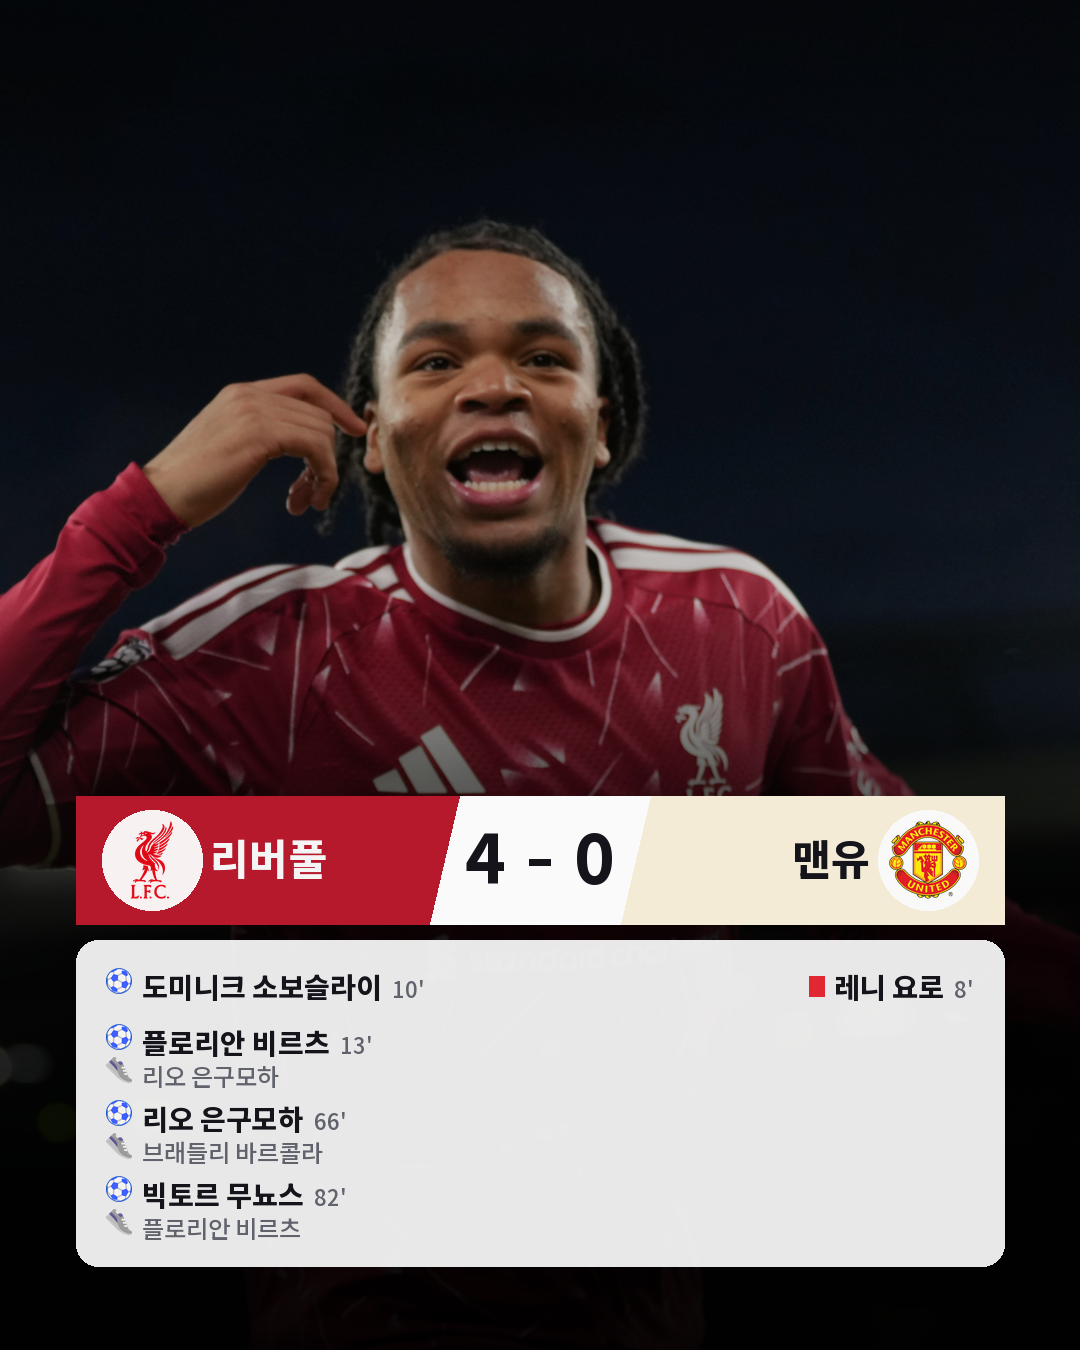 리버풀
4 - 0
맨유
L.F.C.
MANCHESTER
UNITED
도미니크 소보슬라이 10'
플로리안 비르츠 13'
리오 은구모하
리오 은구모하 66'
브래들리 바르콜라
빅토르 무뇨스 82'
플로리안 비르츠
레니 요로 8'